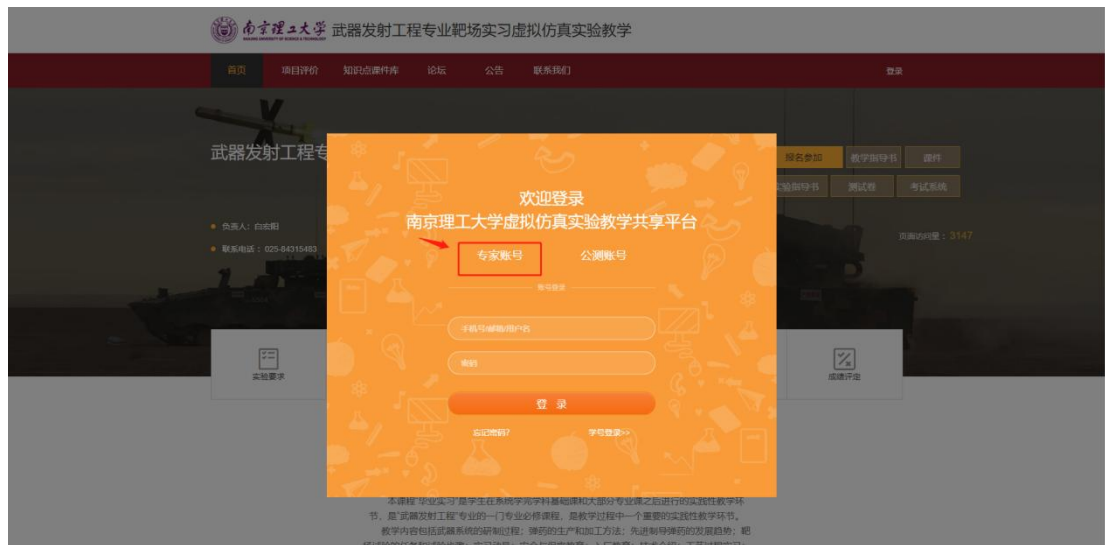 南京理工大学 武器发射工程专业靶场实习虚拟仿真实验教学
NANJING UNIVERSITY OF SCIENCE & TECHNOLOGY
首页 项目评价 知识点课件库 论坛 公告 联系我们 登录
武器发射工程专
报名参加 教学指导书 课件
实验指导书 测试卷 考试系统
欢迎登录
南京理工大学虚拟仿真实验教学共享平台
专家账号 公测账号
账号登录
手机号/邮箱/用户名
密码
登 录
忘记密码? 学号登录>>
负责人:白宏阳
联系电话:025-84315483
页面访问量:3147
实验要求
成绩评定
本课程“毕业实习”是学生在系统学完学科基础课和大部分专业课之后进行的实践性教学环
节,是“武器发射工程”专业的一门专业必修课程,是教学过程中一个重要的实践性教学环节。
教学内容包括武器系统的研制过程;弹药的生产和加工方法;先进制导弹药的发展趋势;靶